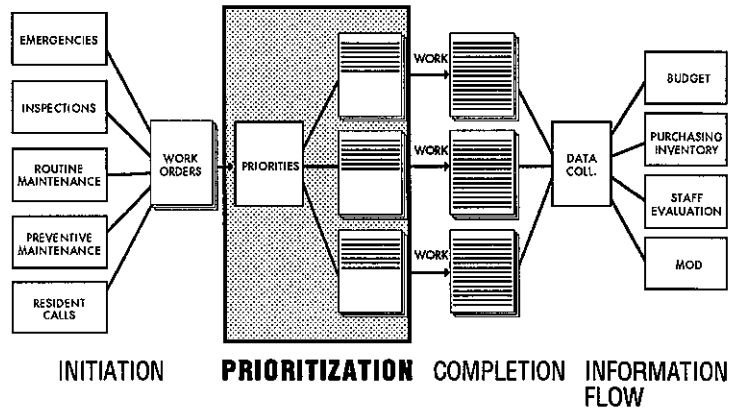 EMERGENCIES
INSPECTIONS
ROUTINE
MAINTENANCE
PREVENTIVE
MAINTENANCE
RESIDENT
CALLS
WORK
ORDERS
PRIORITIES
WORK
WORK
WORK
DATA
COLL.
BUDGET
PURCHASING
INVENTORY
STAFF
EVALUATION
MOD
INITIATION
PRIORITIZATION
COMPLETION
INFORMATION
FLOW